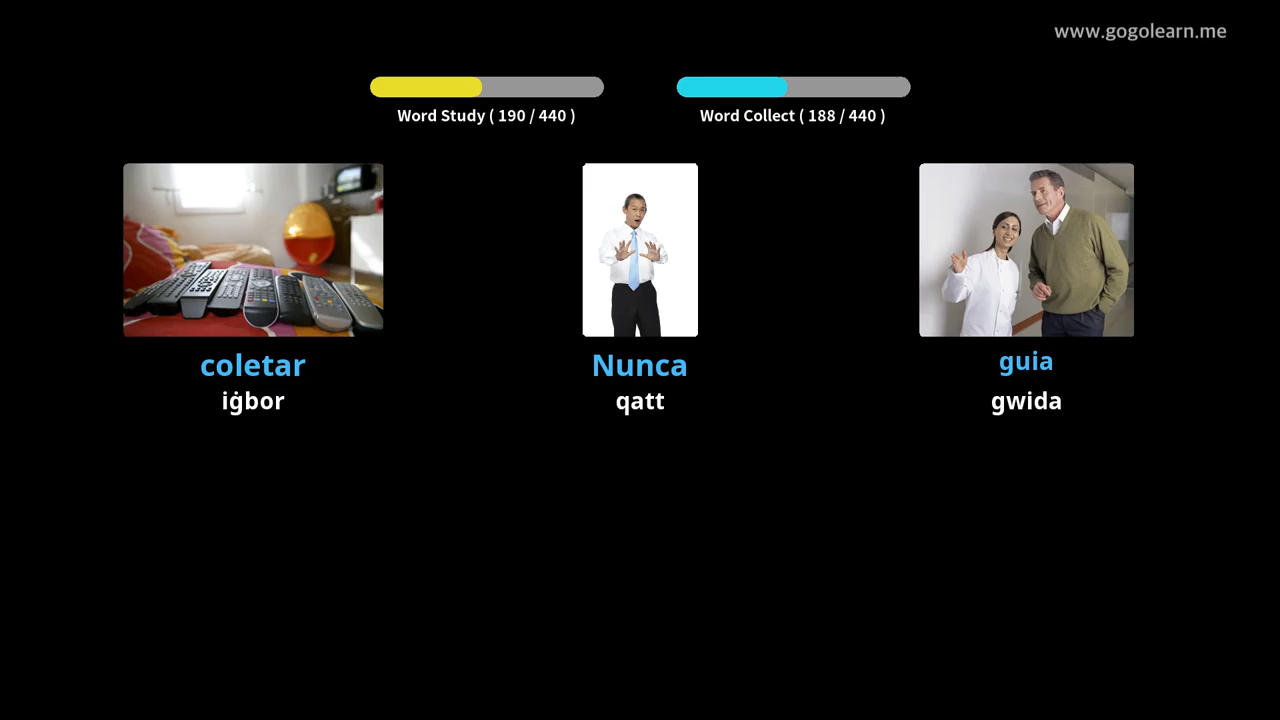 www.gogolearn.me
Word Study ( 190 / 440 )
Word Collect ( 188 / 440 )
coletar
iġbor
Nunca
qatt
guia
gwida